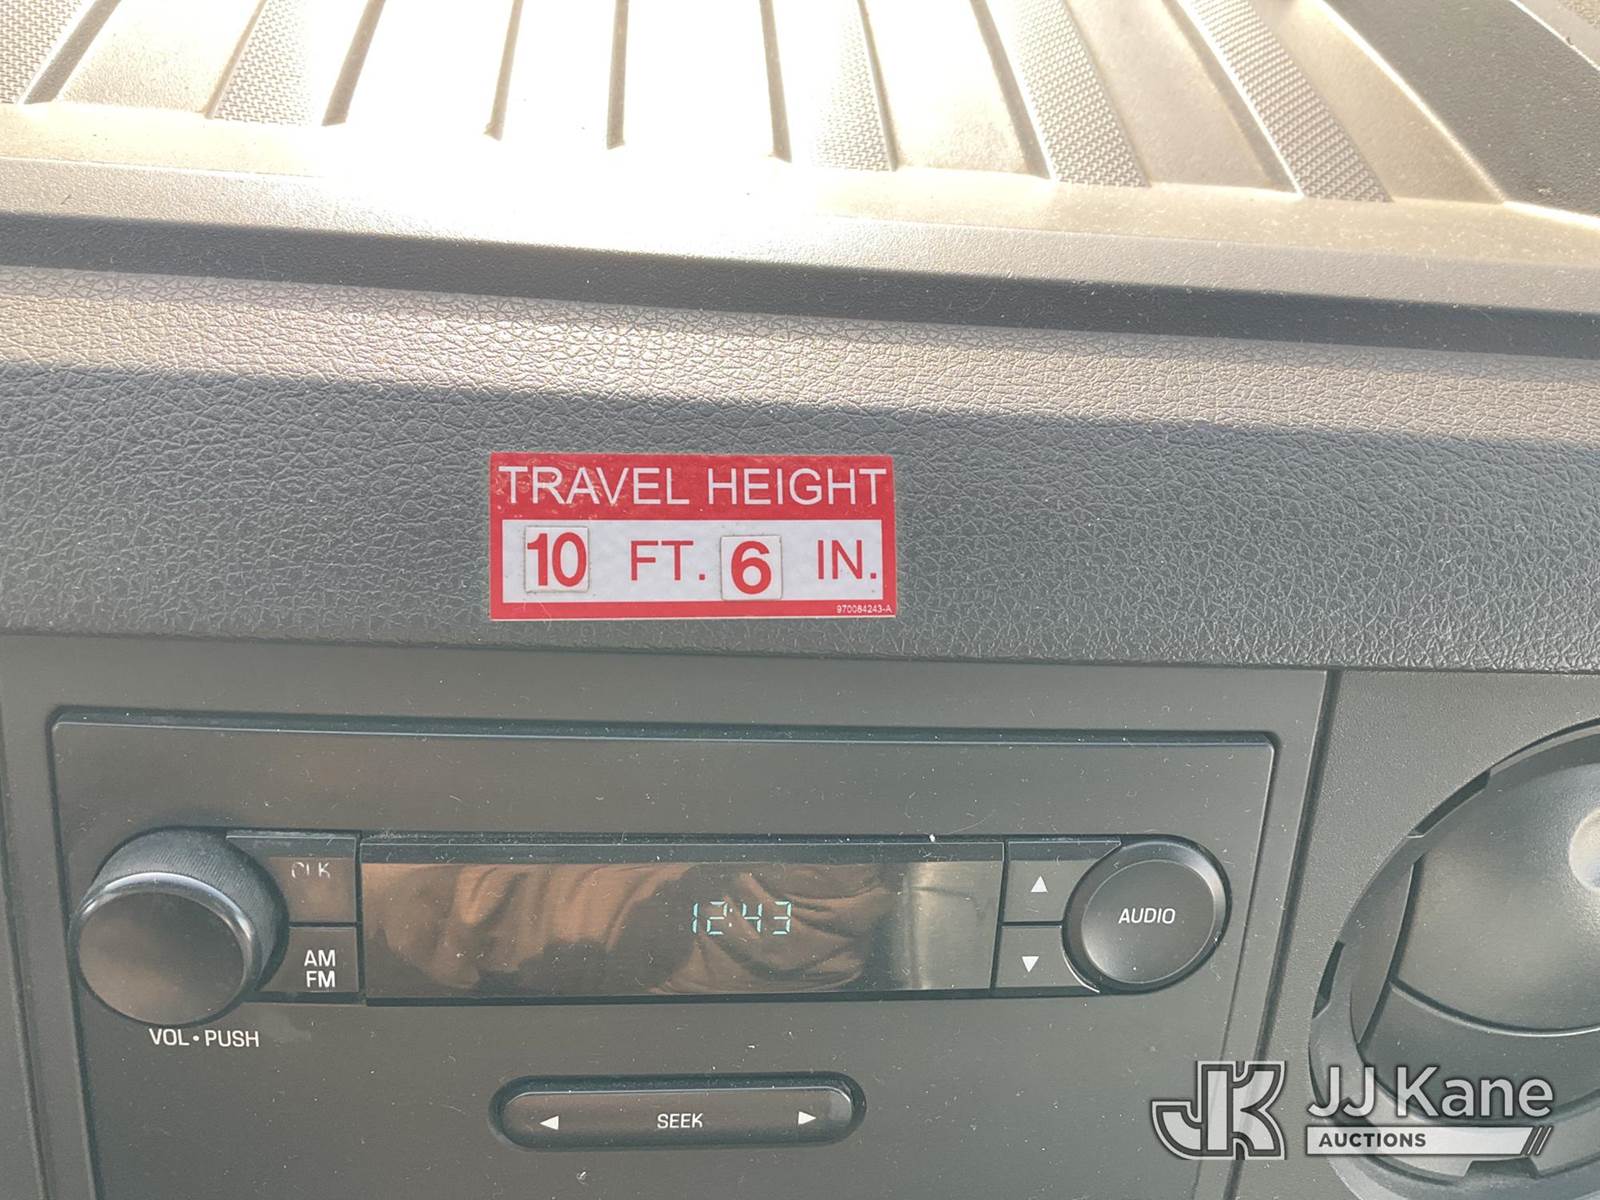 TRAVEL HEIGHT
10 FT. 6 IN.
970084243-A
CLK
12:43
AUDIO
AM
FM
VOL • PUSH
SEEK
JK JJ Kane
AUCTIONS